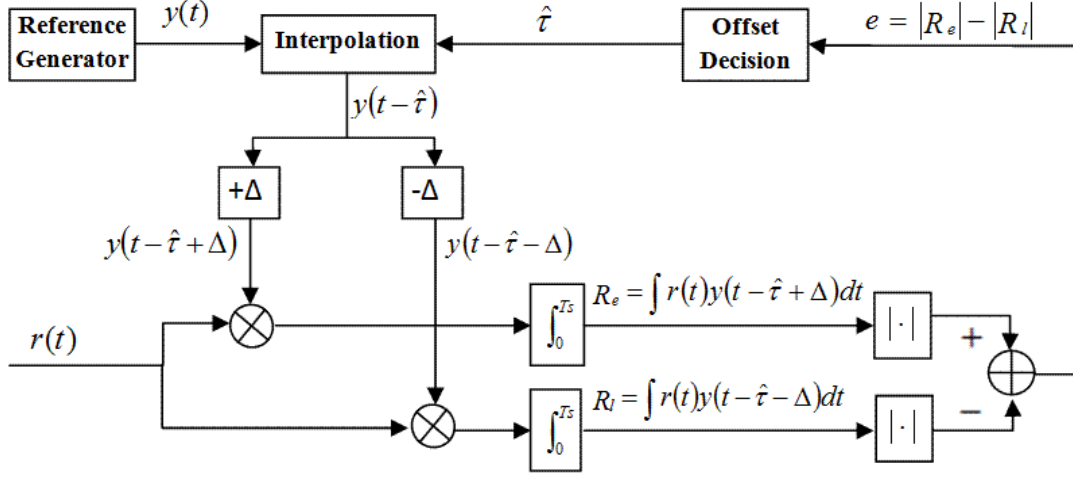 Reference
Generator
y(t)
Interpolation
τ̂
Offset
Decision
e = |R_e| − |R_l|
y(t − τ̂)
+Δ
-Δ
y(t − τ̂ + Δ)
y(t − τ̂ − Δ)
r(t)
∫_0^{Ts}
R_e = ∫ r(t)y(t − τ̂ + Δ)dt
|·|
+
∫_0^{Ts}
R_l = ∫ r(t)y(t − τ̂ − Δ)dt
|·|
−